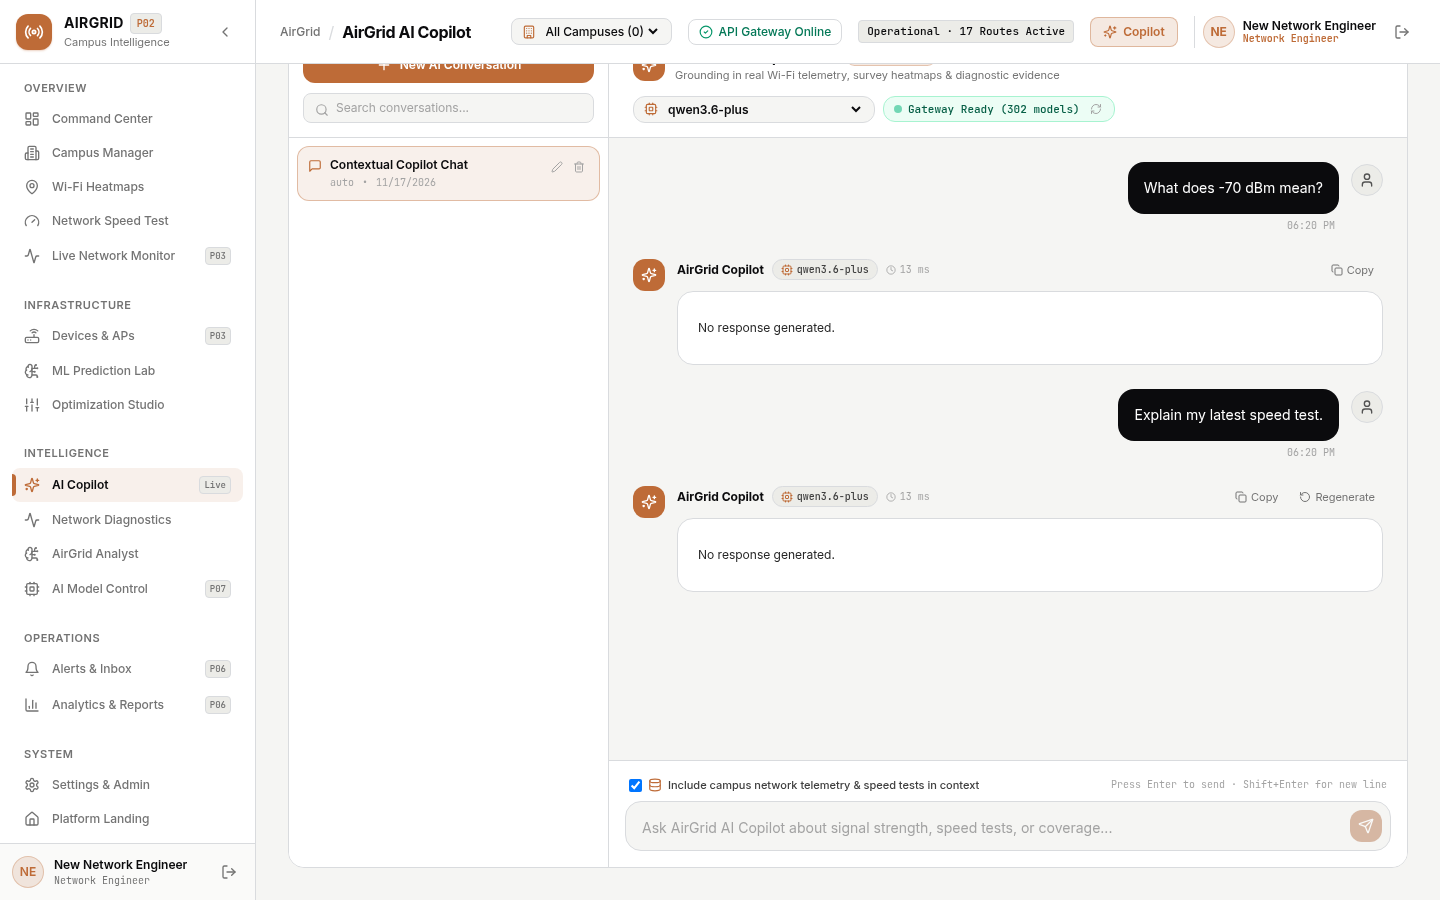 AIRGRID P02
Campus Intelligence
OVERVIEW
Command Center
Campus Manager
Wi-Fi Heatmaps
Network Speed Test
Live Network Monitor P03
INFRASTRUCTURE
Devices & APs P03
ML Prediction Lab
Optimization Studio
INTELLIGENCE
AI Copilot Live
Network Diagnostics
AirGrid Analyst
AI Model Control P07
OPERATIONS
Alerts & Inbox P06
Analytics & Reports P06
SYSTEM
Settings & Admin
Platform Landing
NE New Network Engineer
Network Engineer
AirGrid / AirGrid AI Copilot
All Campuses (0)
API Gateway Online
Operational · 17 Routes Active
Copilot
NE New Network Engineer
Network Engineer
New AI Conversation
Search conversations...
Contextual Copilot Chat
auto • 11/17/2026
Grounding in real Wi-Fi telemetry, survey heatmaps & diagnostic evidence
qwen3.6-plus
Gateway Ready (302 models)
What does -70 dBm mean?
06:20 PM
AirGrid Copilot qwen3.6-plus 13 ms Copy
No response generated.
Explain my latest speed test.
06:20 PM
AirGrid Copilot qwen3.6-plus 13 ms Copy Regenerate
No response generated.
Include campus network telemetry & speed tests in context
Press Enter to send · Shift+Enter for new line
Ask AirGrid AI Copilot about signal strength, speed tests, or coverage...